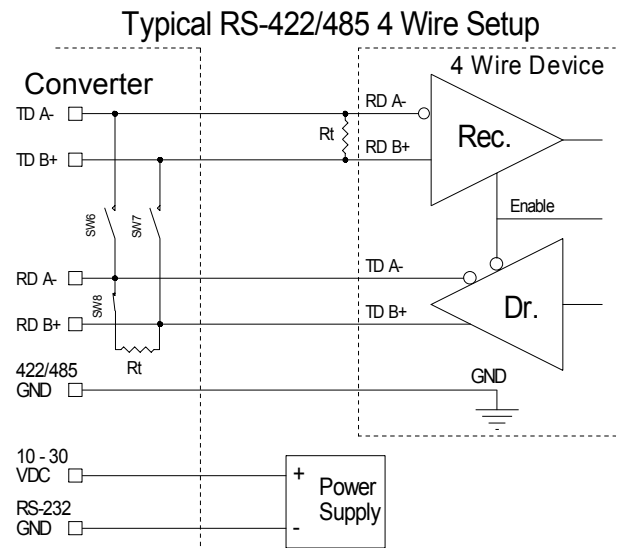 Typical RS-422/485 4 Wire Setup
4 Wire Device
Converter
TD A-
RD A-
Rt
Rec.
TD B+
RD B+
Enable
SW6
SW7
RD A-
TD A-
SW8
Dr.
RD B+
TD B+
Rt
422/485
GND
GND
10 - 30
VDC
+
Power
Supply
RS-232
GND
-